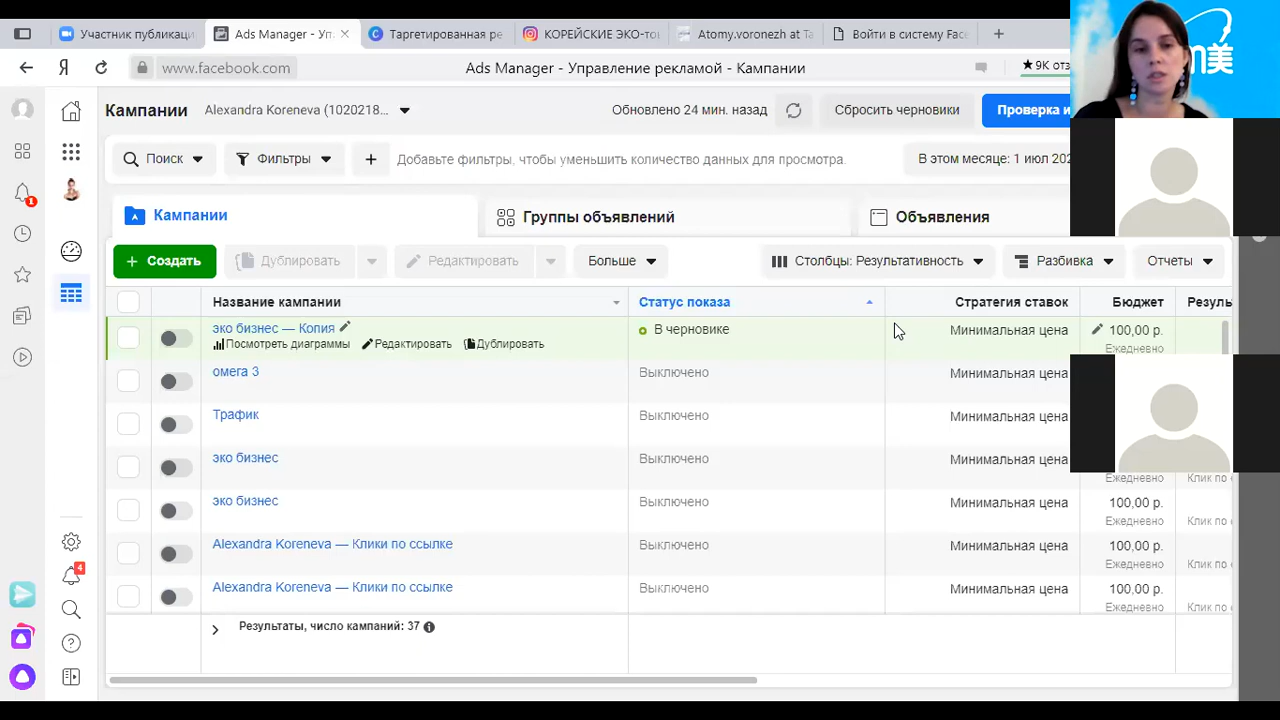 Участник публикаци
Ads Manager - Уп
Таргетированная ре
КОРЕЙСКИЕ ЭКО-то
Atomy.voronezh at Ta
Войти в систему Face
www.facebook.com
Ads Manager - Управление рекламой - Кампании
★9K отз
美
Кампании
Alexandra Koreneva (1020218...
Обновлено 24 мин. назад
Сбросить черновики
Проверка и
Поиск
Фильтры
Добавьте фильтры, чтобы уменьшить количество данных для просмотра.
В этом месяце: 1 июл 202
1
Кампании
Группы объявлений
Объявления
+ Создать
Дублировать
Редактировать
Больше
Столбцы: Результативность
Разбивка
Отчеты
Название кампании
Статус показа
Стратегия ставок
Бюджет
Резуль
эко бизнес — Копия
В черновике
Минимальная цена
100,00 р.
Посмотреть диаграммы
Редактировать
Дублировать
Ежедневно
омега 3
Выключено
Минимальная цена
Трафик
Выключено
Минимальная цена
эко бизнес
Выключено
Минимальная цена
Ежедневно
Клик по с
эко бизнес
Выключено
Минимальная цена
100,00 р.
Ежедневно
Клик по с
Alexandra Koreneva — Клики по ссылке
Выключено
Минимальная цена
100,00 р.
Ежедневно
Клик по с
4
Alexandra Koreneva — Клики по ссылке
Выключено
Минимальная цена
100,00 р.
Ежедневно
Клик по с
Результаты, число кампаний: 37